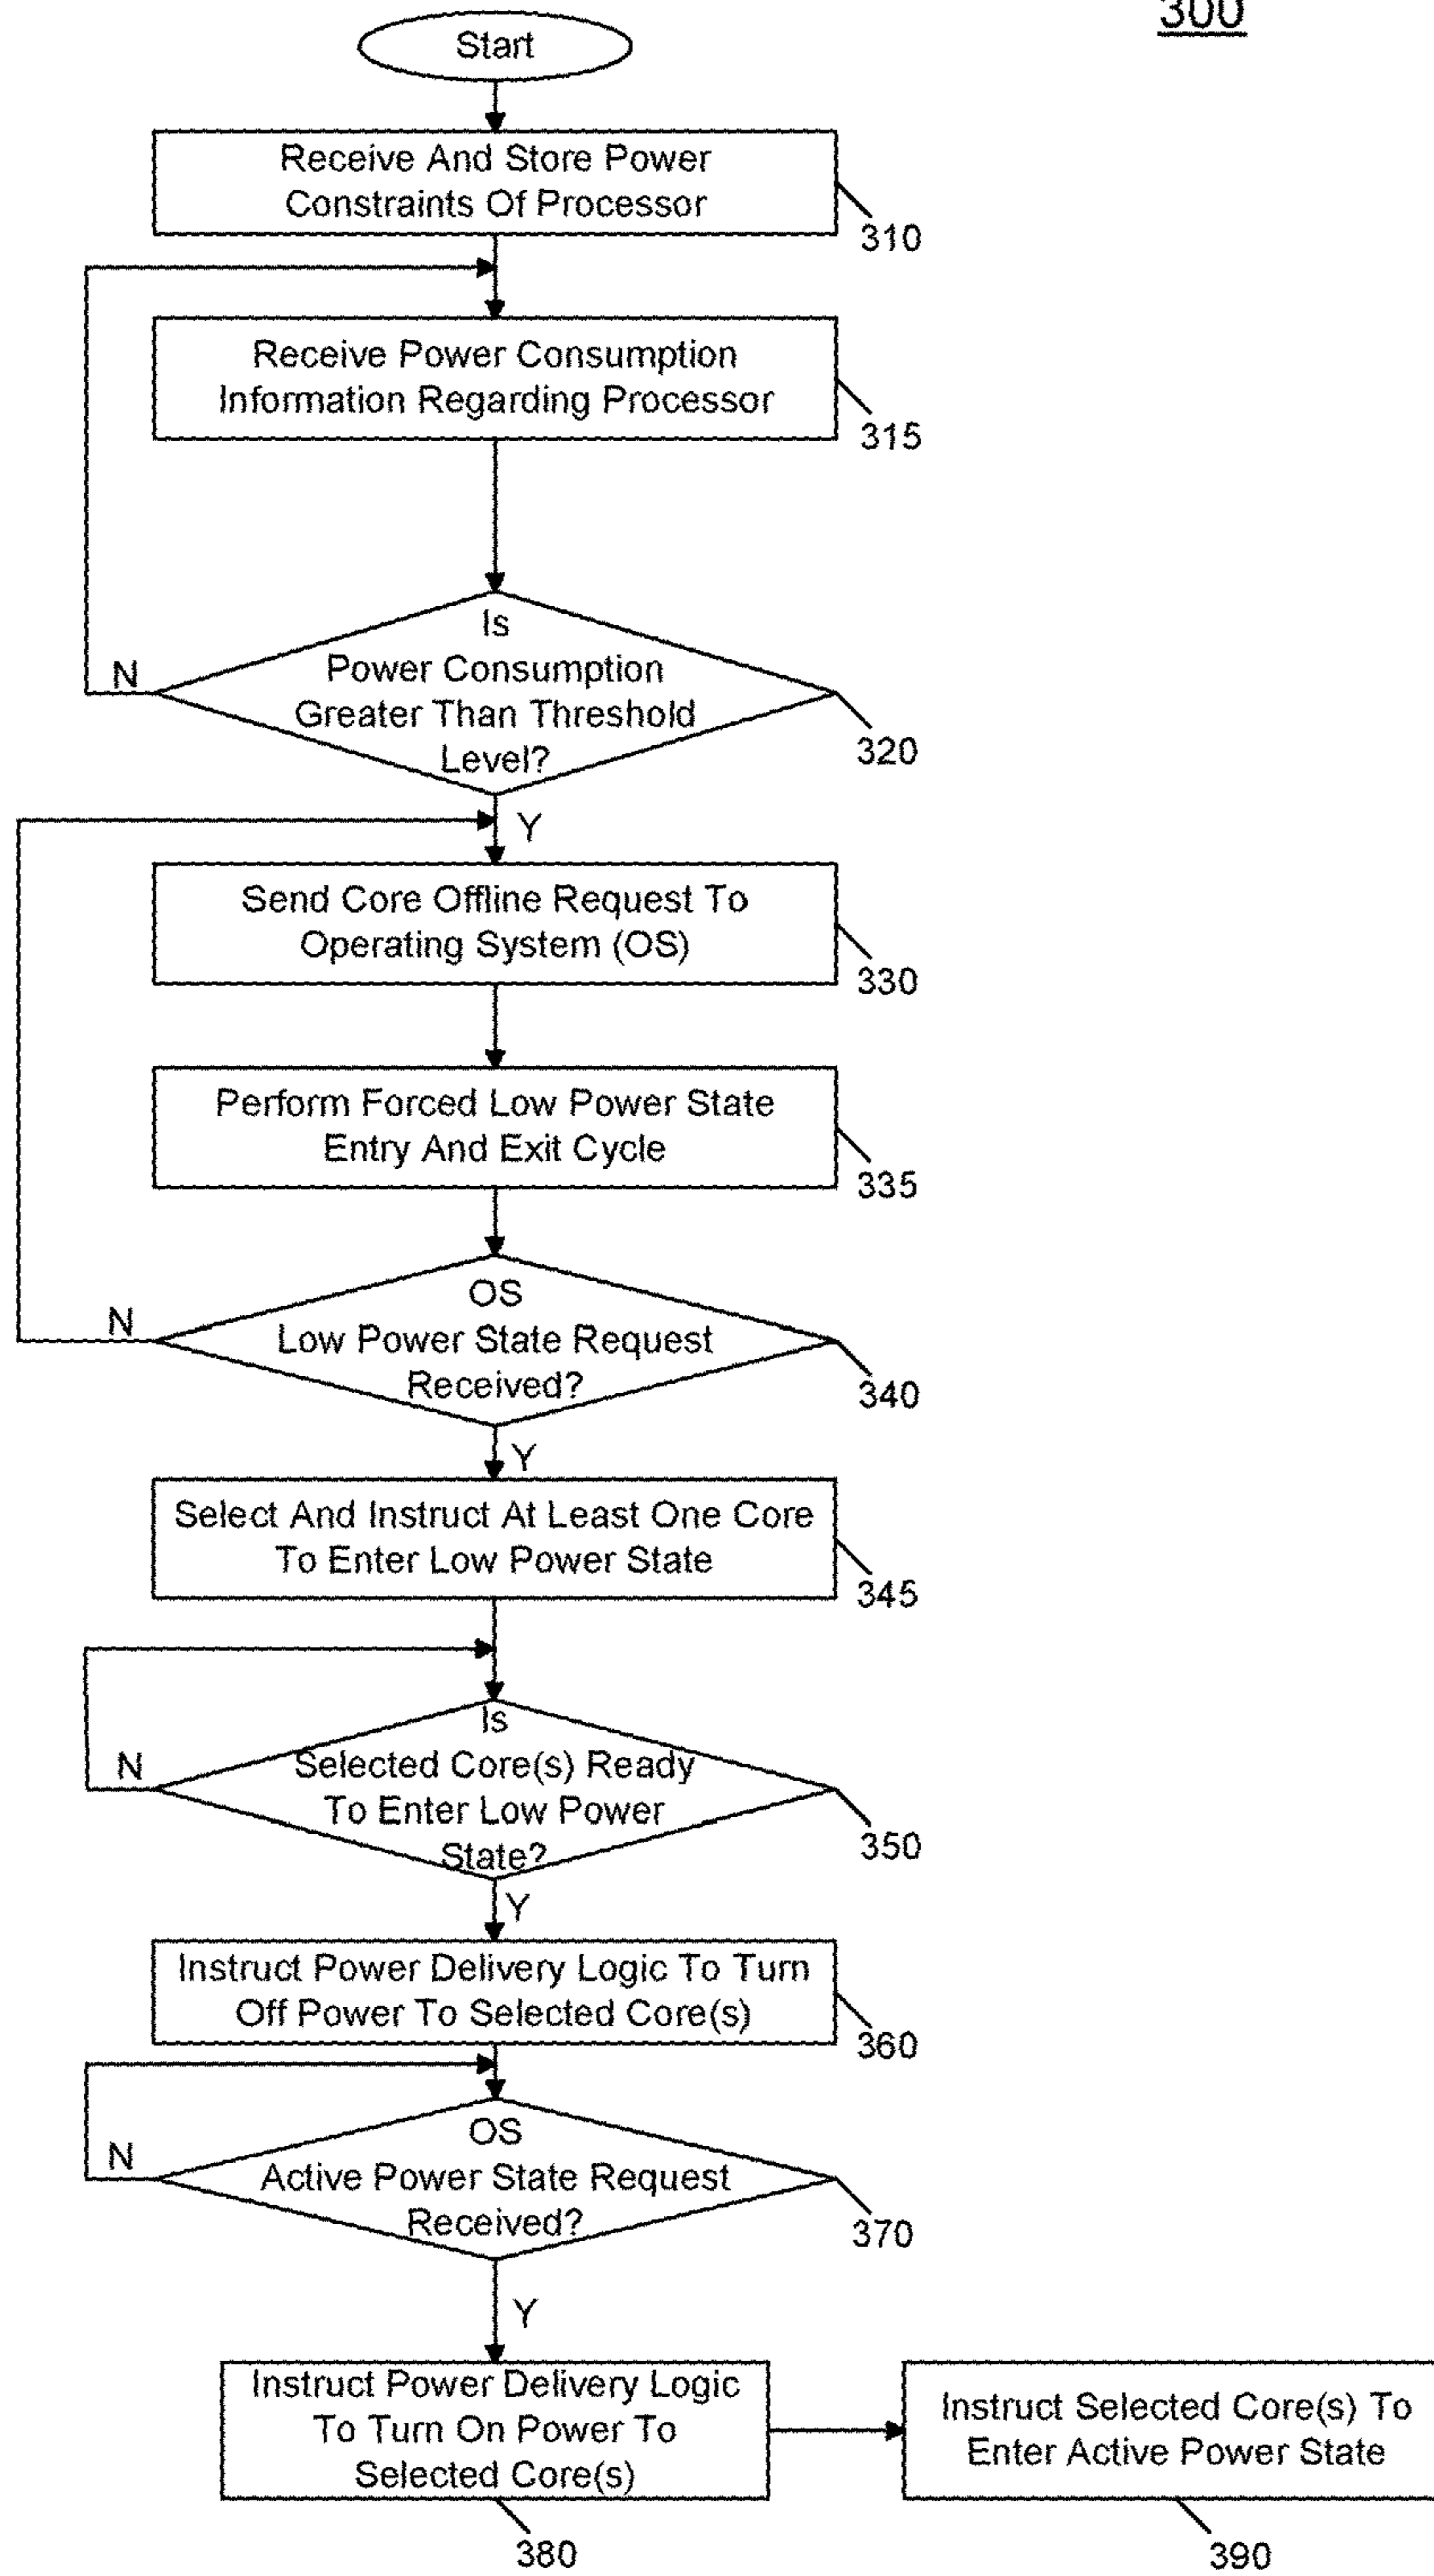 300
Start
Receive And Store Power
Constraints Of Processor
310
Receive Power Consumption
Information Regarding Processor
315
Is
Power Consumption
Greater Than Threshold
Level?
N
320
Y
Send Core Offline Request To
Operating System (OS)
330
Perform Forced Low Power State
Entry And Exit Cycle
335
OS
Low Power State Request
Received?
N
340
Y
Select And Instruct At Least One Core
To Enter Low Power State
345
Is
Selected Core(s) Ready
To Enter Low Power
State?
N
350
Y
Instruct Power Delivery Logic To Turn
Off Power To Selected Core(s)
360
OS
Active Power State Request
Received?
N
370
Y
Instruct Power Delivery Logic
To Turn On Power To
Selected Core(s)
380
Instruct Selected Core(s) To
Enter Active Power State
390